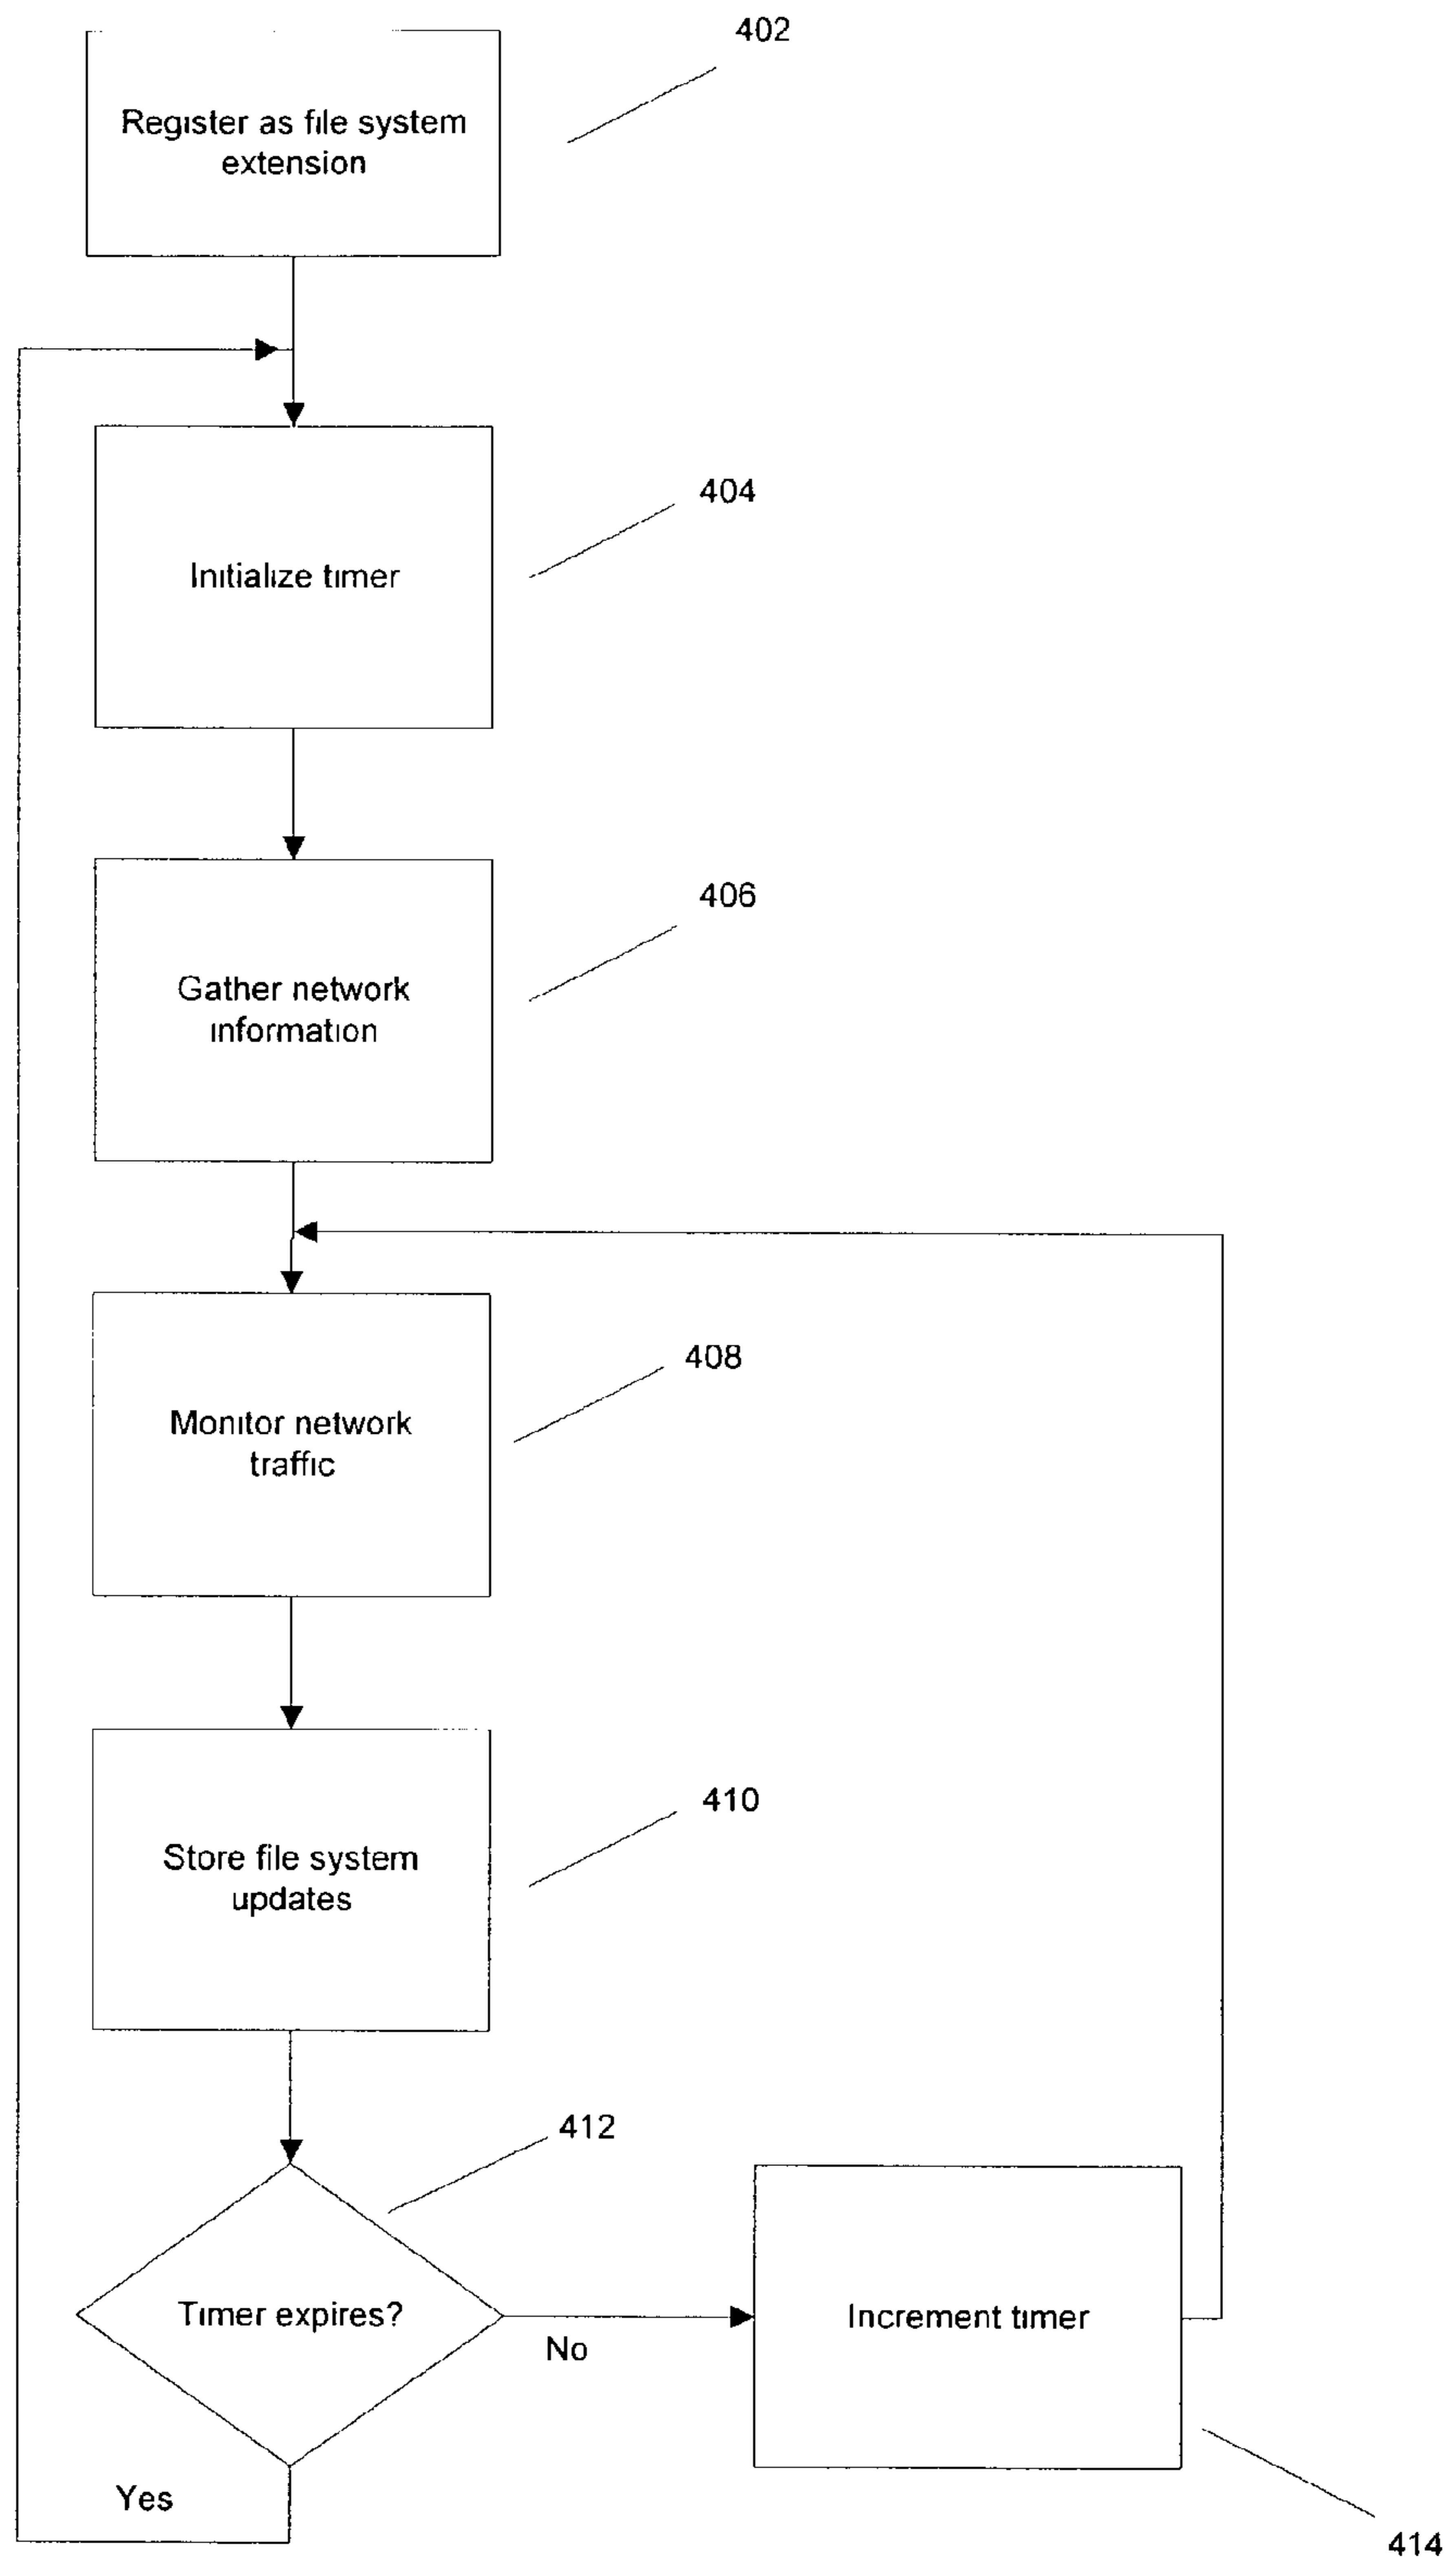 402
Register as file system
extension
404
Initialize timer
406
Gather network
information
408
Monitor network
traffic
410
Store file system
updates
412
Timer expires?
No
Increment timer
Yes
414